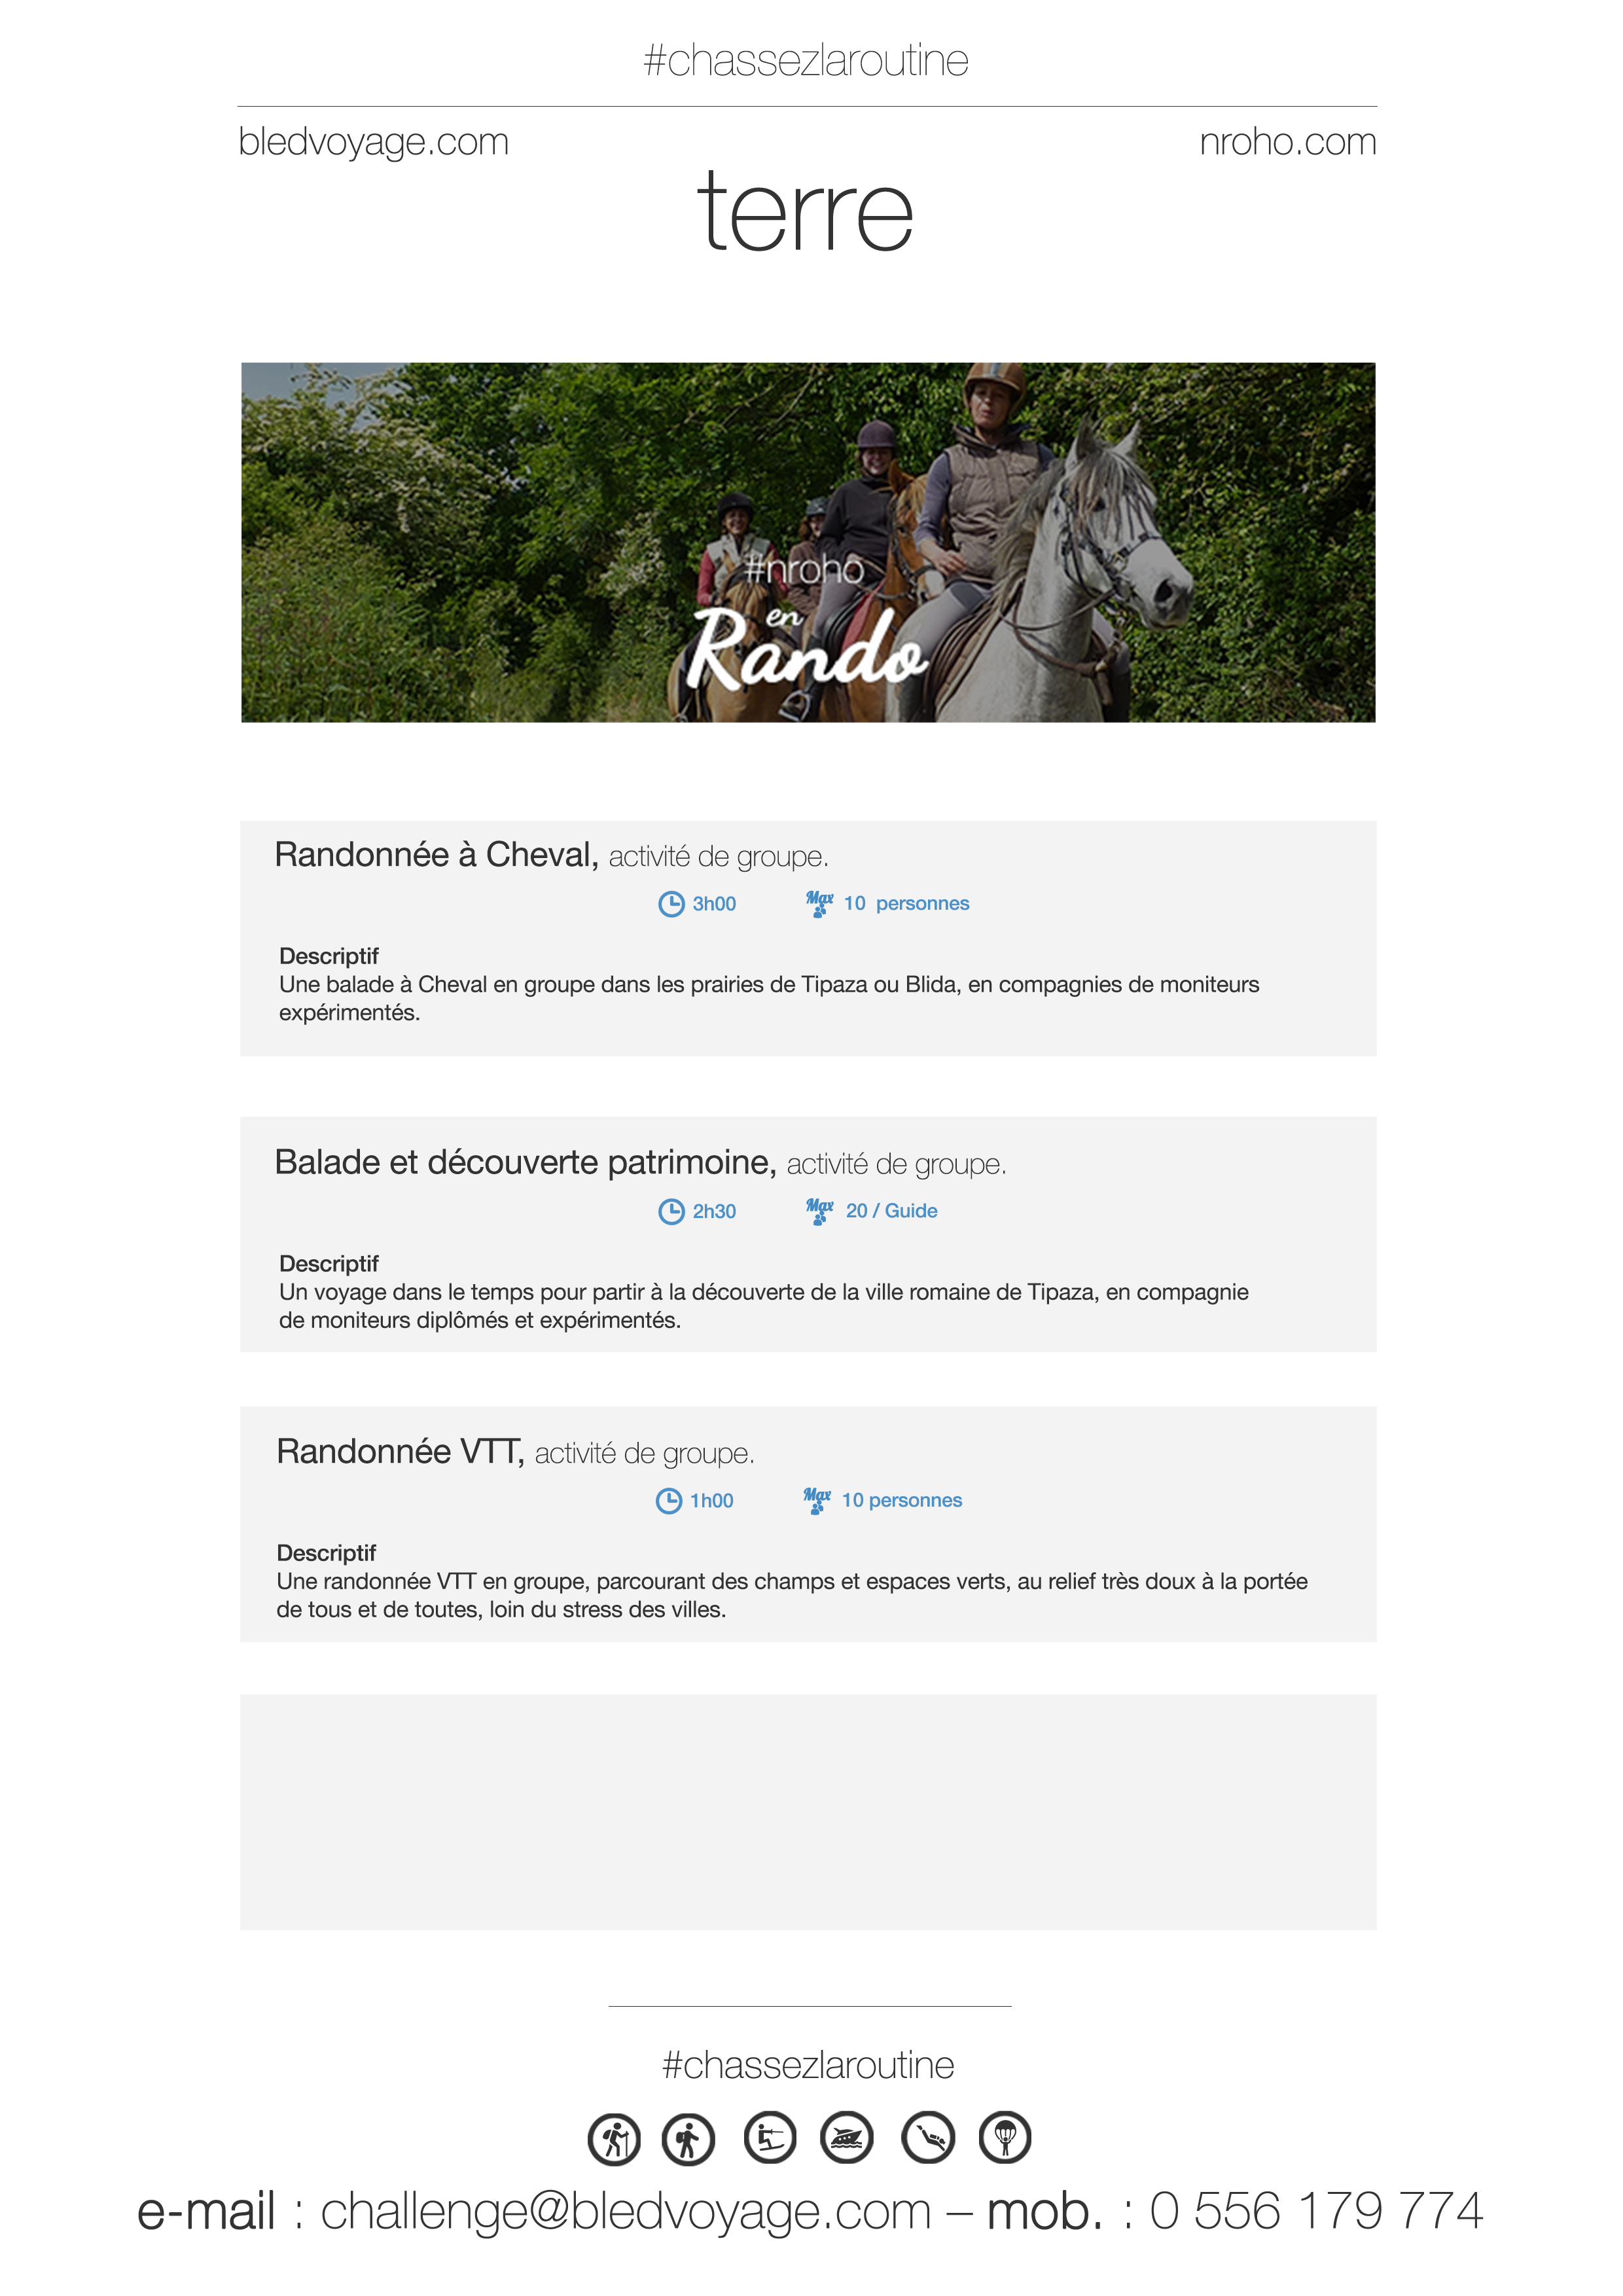 #chassezlaroutine
bledvoyage.com
nroho.com
terre
#nroho
en
Rando
Randonnée à Cheval, activité de groupe.
3h00
Max 10 personnes
Descriptif
Une balade à Cheval en groupe dans les prairies de Tipaza ou Blida, en compagnies de moniteurs
expérimentés.
Balade et découverte patrimoine, activité de groupe.
2h30
Max 20 / Guide
Descriptif
Un voyage dans le temps pour partir à la découverte de la ville romaine de Tipaza, en compagnie
de moniteurs diplômés et expérimentés.
Randonnée VTT, activité de groupe.
1h00
Max 10 personnes
Descriptif
Une randonnée VTT en groupe, parcourant des champs et espaces verts, au relief très doux à la portée
de tous et de toutes, loin du stress des villes.
#chassezlaroutine
e-mail : challenge@bledvoyage.com – mob. : 0 556 179 774